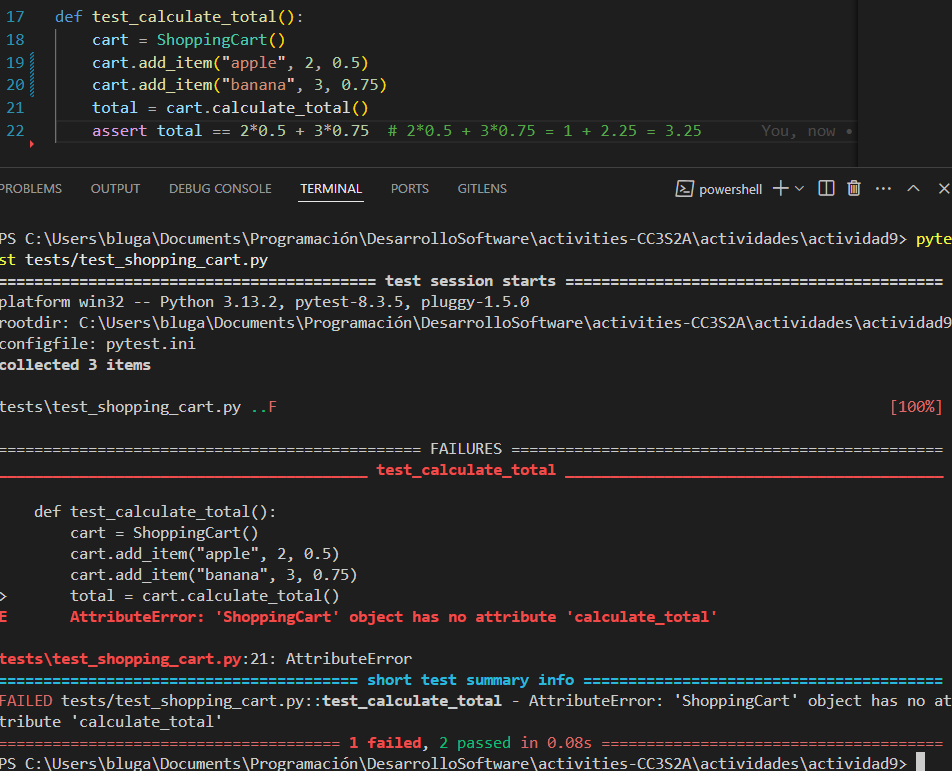 17 def test_calculate_total():
18     cart = ShoppingCart()
19     cart.add_item("apple", 2, 0.5)
20     cart.add_item("banana", 3, 0.75)
21     total = cart.calculate_total()
22     assert total == 2*0.5 + 3*0.75  # 2*0.5 + 3*0.75 = 1 + 2.25 = 3.25 You, now •
PROBLEMS OUTPUT DEBUG CONSOLE TERMINAL PORTS GITLENS powershell
PS C:\Users\bluga\Documents\Programación\DesarrolloSoftware\activities-CC3S2A\actividades\actividad9> pyte
st tests/test_shopping_cart.py
========================================== test session starts ==========================================
platform win32 -- Python 3.13.2, pytest-8.3.5, pluggy-1.5.0
rootdir: C:\Users\bluga\Documents\Programación\DesarrolloSoftware\activities-CC3S2A\actividades\actividad9
configfile: pytest.ini
collected 3 items
tests\test_shopping_cart.py ..F [100%]
=============================================== FAILURES ================================================
_________________________________________ test_calculate_total __________________________________________
    def test_calculate_total():
        cart = ShoppingCart()
        cart.add_item("apple", 2, 0.5)
        cart.add_item("banana", 3, 0.75)
>       total = cart.calculate_total()
E       AttributeError: 'ShoppingCart' object has no attribute 'calculate_total'
tests\test_shopping_cart.py:21: AttributeError
======================================== short test summary info ========================================
FAILED tests/test_shopping_cart.py::test_calculate_total - AttributeError: 'ShoppingCart' object has no at
tribute 'calculate_total'
====================================== 1 failed, 2 passed in 0.08s ======================================
PS C:\Users\bluga\Documents\Programación\DesarrolloSoftware\activities-CC3S2A\actividades\actividad9>